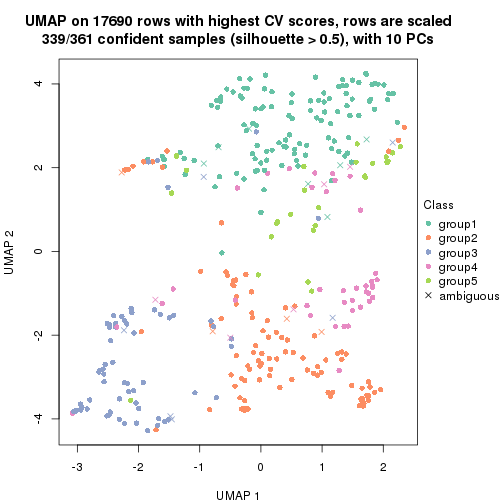 UMAP on 17690 rows with highest CV scores, rows are scaled
339/361 confident samples (silhouette > 0.5), with 10 PCs
4
2
0
-2
-4
UMAP 2
-3
-2
-1
0
1
2
UMAP 1
Class
group1
group2
group3
group4
group5
ambiguous